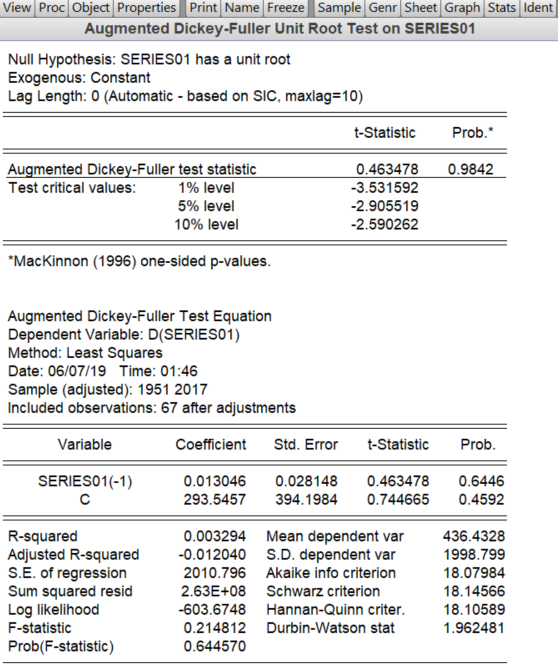 View Proc Object Properties Print Name Freeze Sample Genr Sheet Graph Stats Ident
Augmented Dickey-Fuller Unit Root Test on SERIES01
Null Hypothesis: SERIES01 has a unit root
Exogenous: Constant
Lag Length: 0 (Automatic - based on SIC, maxlag=10)
t-Statistic Prob.*
Augmented Dickey-Fuller test statistic 0.463478 0.9842
Test critical values: 1% level -3.531592
5% level -2.905519
10% level -2.590262
*MacKinnon (1996) one-sided p-values.
Augmented Dickey-Fuller Test Equation
Dependent Variable: D(SERIES01)
Method: Least Squares
Date: 06/07/19 Time: 01:46
Sample (adjusted): 1951 2017
Included observations: 67 after adjustments
Variable Coefficient Std. Error t-Statistic Prob.
SERIES01(-1) 0.013046 0.028148 0.463478 0.6446
C 293.5457 394.1984 0.744665 0.4592
R-squared 0.003294 Mean dependent var 436.4328
Adjusted R-squared -0.012040 S.D. dependent var 1998.799
S.E. of regression 2010.796 Akaike info criterion 18.07984
Sum squared resid 2.63E+08 Schwarz criterion 18.14566
Log likelihood -603.6748 Hannan-Quinn criter. 18.10589
F-statistic 0.214812 Durbin-Watson stat 1.962481
Prob(F-statistic) 0.644570